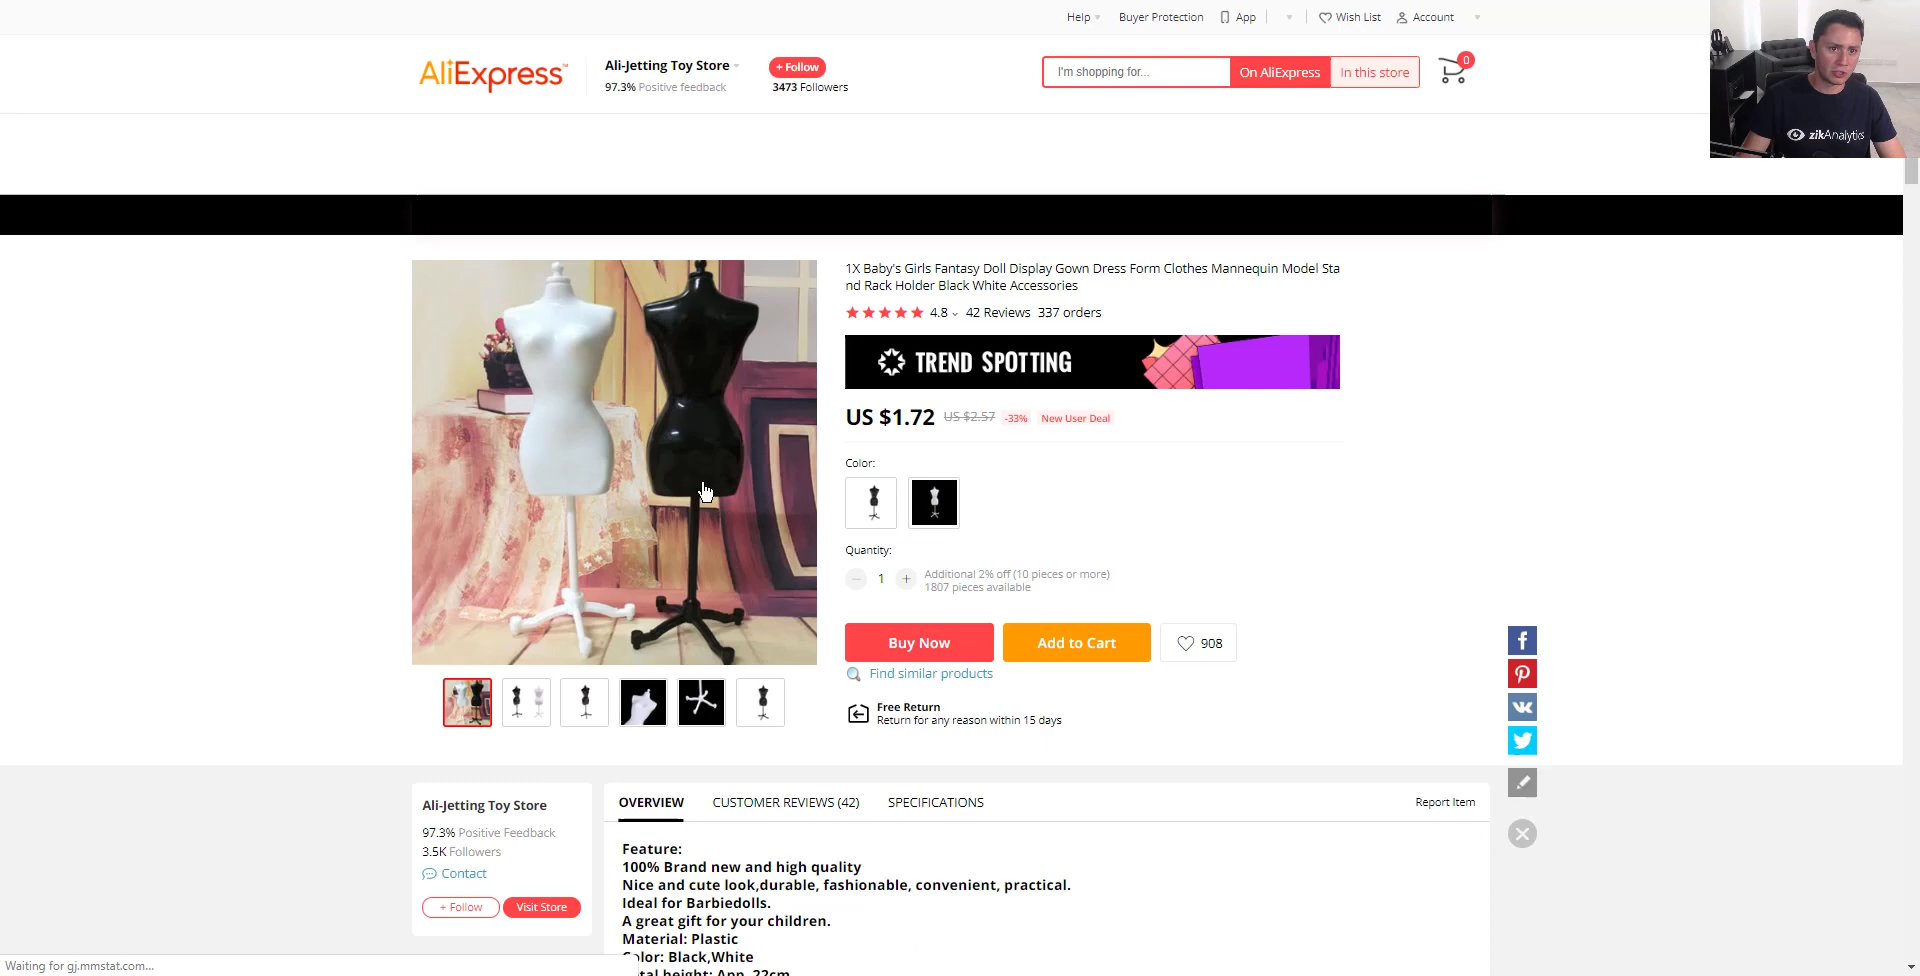 Help
Buyer Protection
App
Wish List
Account
AliExpress™
Ali-Jetting Toy Store
97.3% Positive feedback
+ Follow
3473 Followers
I'm shopping for...
On AliExpress
In this store
0
zikAnalytics
1X Baby's Girls Fantasy Doll Display Gown Dress Form Clothes Mannequin Model Sta
nd Rack Holder Black White Accessories
4.8
42 Reviews
337 orders
TREND SPOTTING
US $1.72
US $2.57
-33%
New User Deal
Color:
Quantity:
1
Additional 2% off (10 pieces or more)
1807 pieces available
Buy Now
Add to Cart
908
Find similar products
Free Return
Return for any reason within 15 days
Ali-Jetting Toy Store
97.3% Positive Feedback
3.5K Followers
Contact
+ Follow
Visit Store
OVERVIEW
CUSTOMER REVIEWS (42)
SPECIFICATIONS
Report Item
Feature:
100% Brand new and high quality
Nice and cute look,durable, fashionable, convenient, practical.
Ideal for Barbiedolls.
A great gift for your children.
Material: Plastic
Color: Black,White
height: App. 22cm
Waiting for gj.mmstat.com...